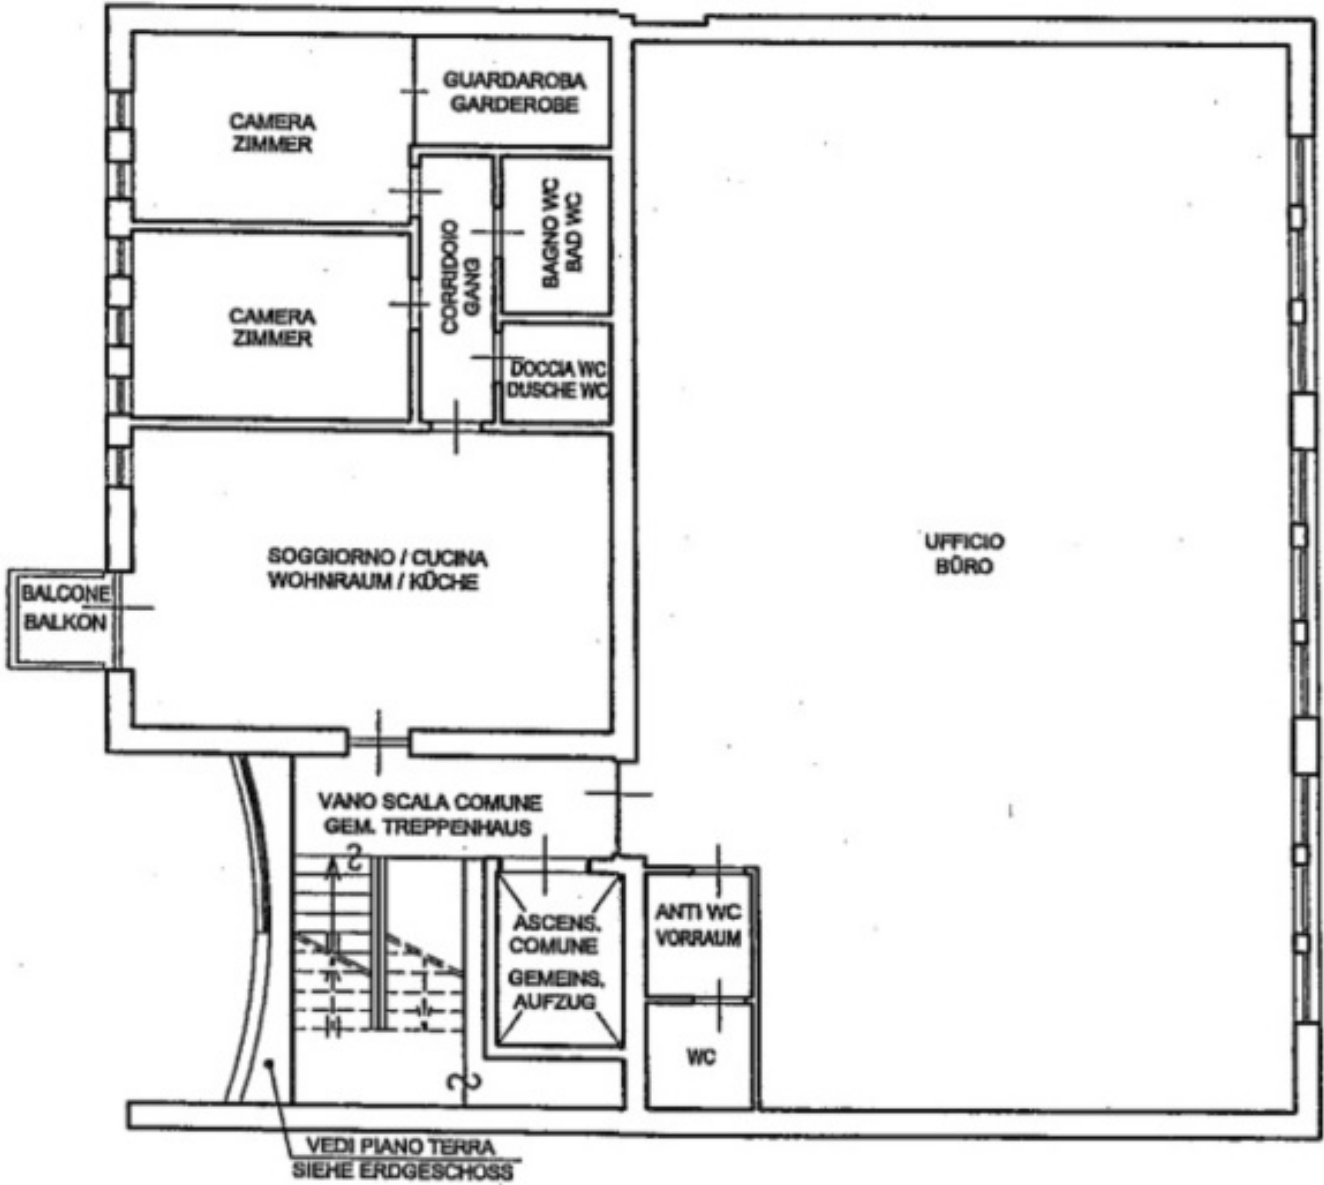 GUARDAROBA
GARDEROBE
CAMERA
ZIMMER
BAGNO WC
BAD WC
CORRIDOIO
GANG
CAMERA
ZIMMER
DOCCIA WC
DUSCHE WC
SOGGIORNO / CUCINA
WOHNRAUM / KÜCHE
UFFICIO
BÜRO
BALCONE
BALKON
VANO SCALA COMUNE
GEM. TREPPENHAUS
ASCENS.
COMUNE
GEMEINS.
AUFZUG
ANTI WC
VORRAUM
WC
VEDI PIANO TERRA
SIEHE ERDGESCHOSS